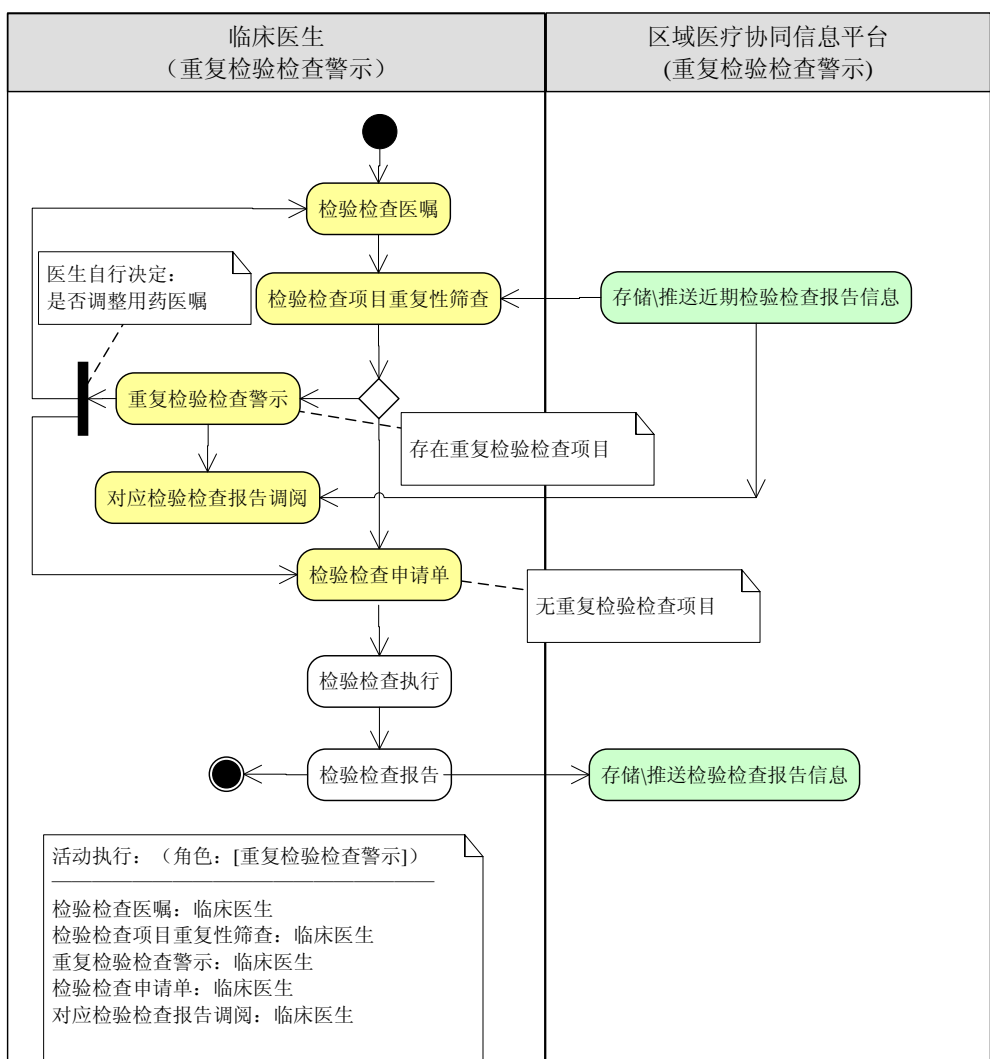 临床医生
（重复检验检查警示）
区域医疗协同信息平台
(重复检验检查警示)
检验检查医嘱
医生自行决定：
是否调整用药医嘱
检验检查项目重复性筛查
存储\推送近期检验检查报告信息
重复检验检查警示
存在重复检验检查项目
对应检验检查报告调阅
检验检查申请单
无重复检验检查项目
检验检查执行
检验检查报告
存储\推送检验检查报告信息
活动执行：（角色：[重复检验检查警示]）
检验检查医嘱：临床医生
检验检查项目重复性筛查：临床医生
重复检验检查警示：临床医生
检验检查申请单：临床医生
对应检验检查报告调阅：临床医生